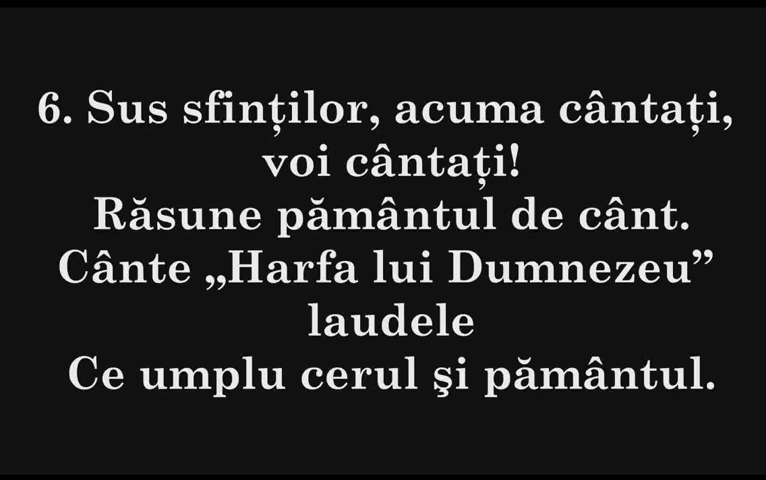 6. Sus sfinților, acuma cântați,
voi cântați!
Răsune pământul de cânt.
Cânte „Harfa lui Dumnezeu”
laudele
Ce umplu cerul şi pământul.